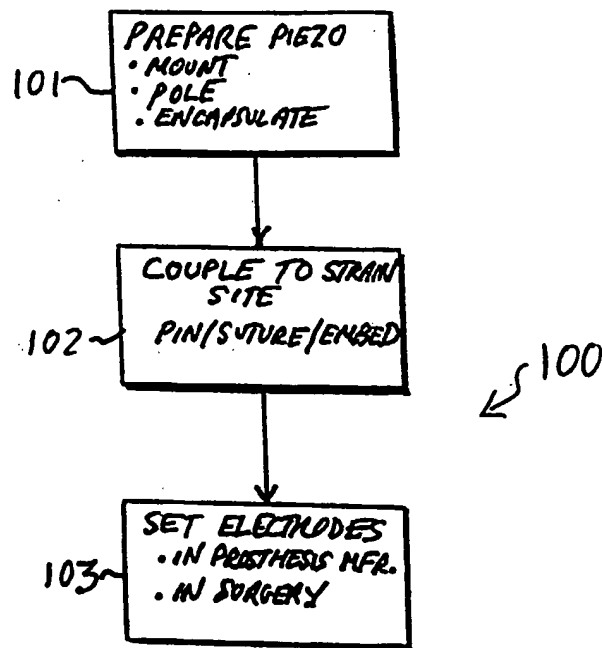 PREPARE PIEZO
• MOUNT
• POLE
• ENCAPSULATE
101
COUPLE TO STRAIN
SITE
PIN/SUTURE/EMBED
102
100
SET ELECTRODES
• IN PROSTHESIS MFR.
• IN SURGERY
103